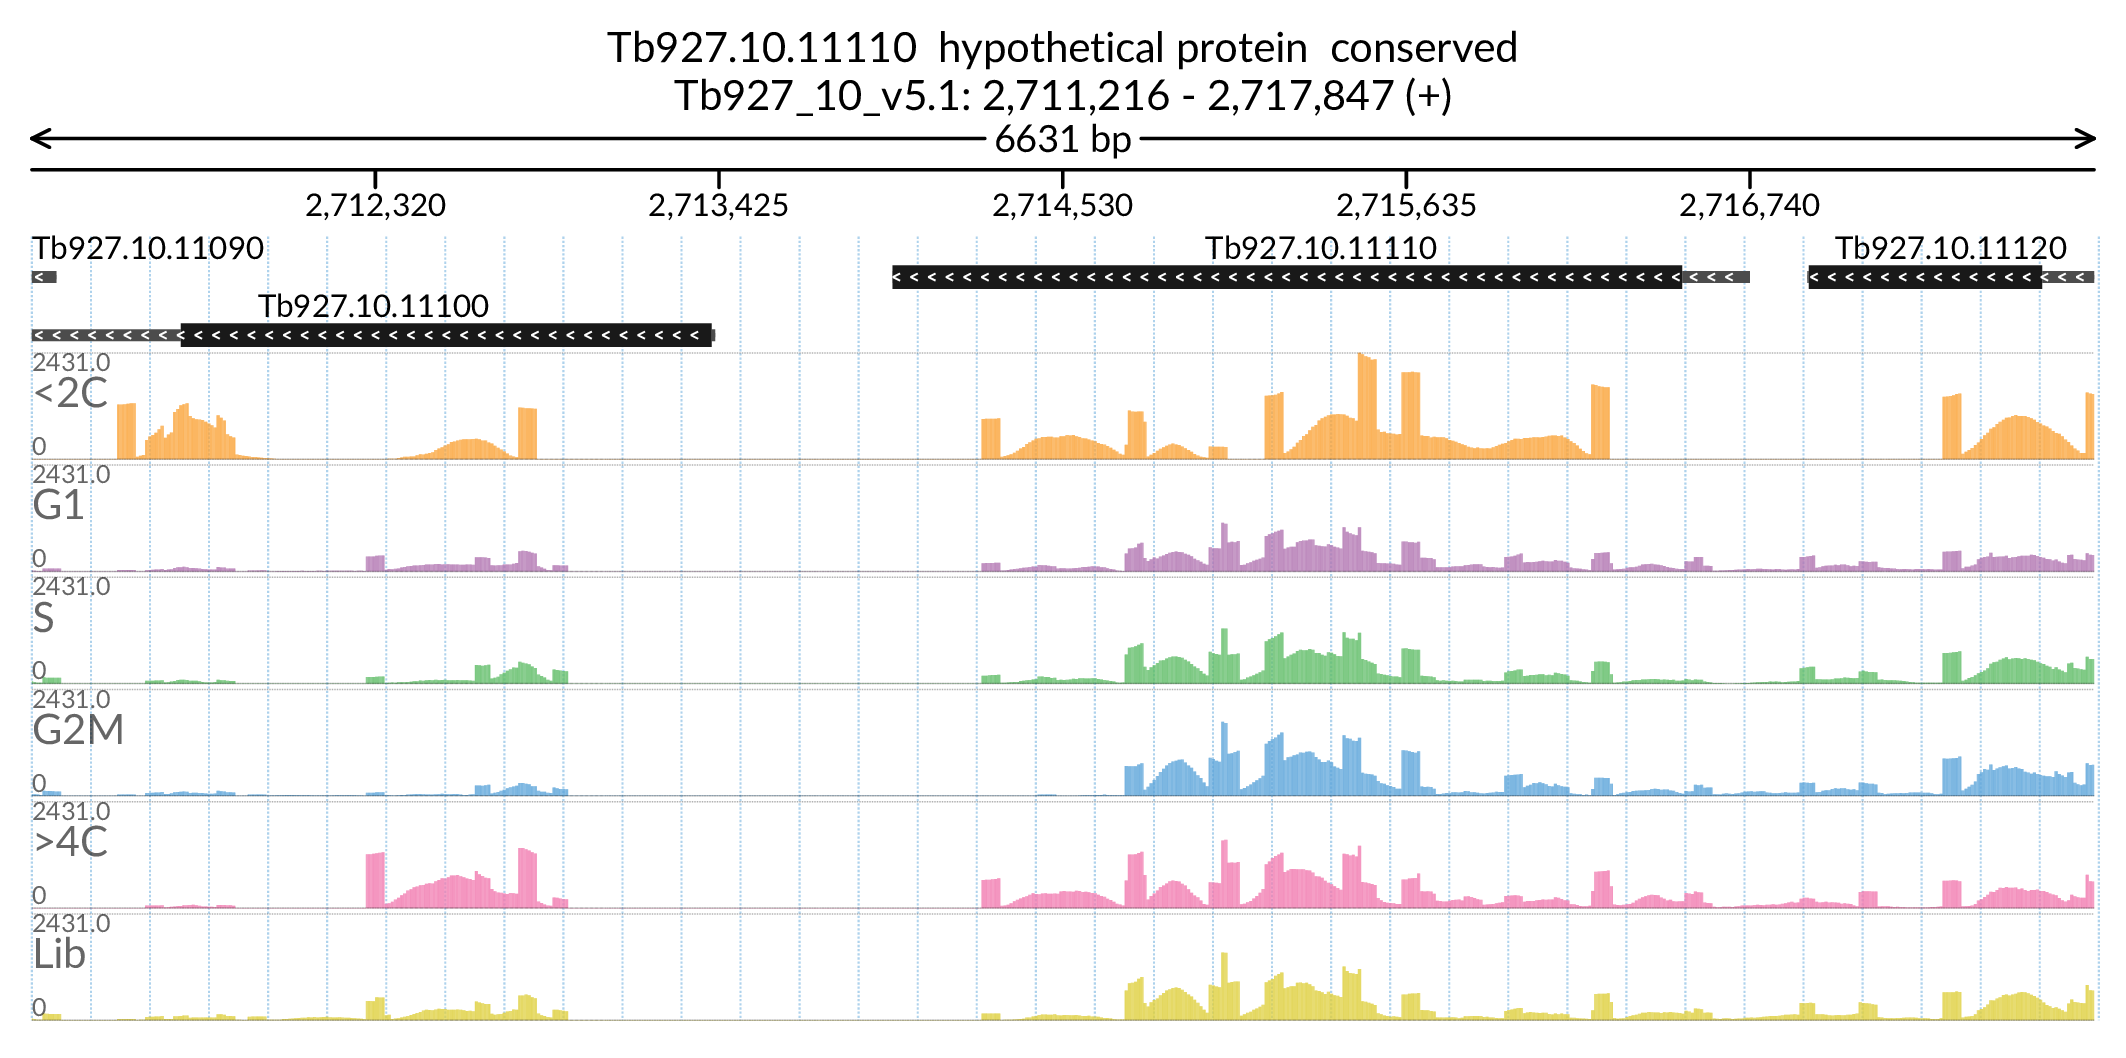 Tb927.10.11110 hypothetical protein conserved
Tb927_10_v5.1: 2,711,216 - 2,717,847 (+)
6631 bp
2,712,320 2,713,425 2,714,530 2,715,635 2,716,740
Tb927.10.11090 Tb927.10.11110 Tb927.10.11120
Tb927.10.11100
2431.0
<2C
0
2431.0
G1
0
2431.0
S
0
2431.0
G2M
0
2431.0
>4C
0
2431.0
Lib
0